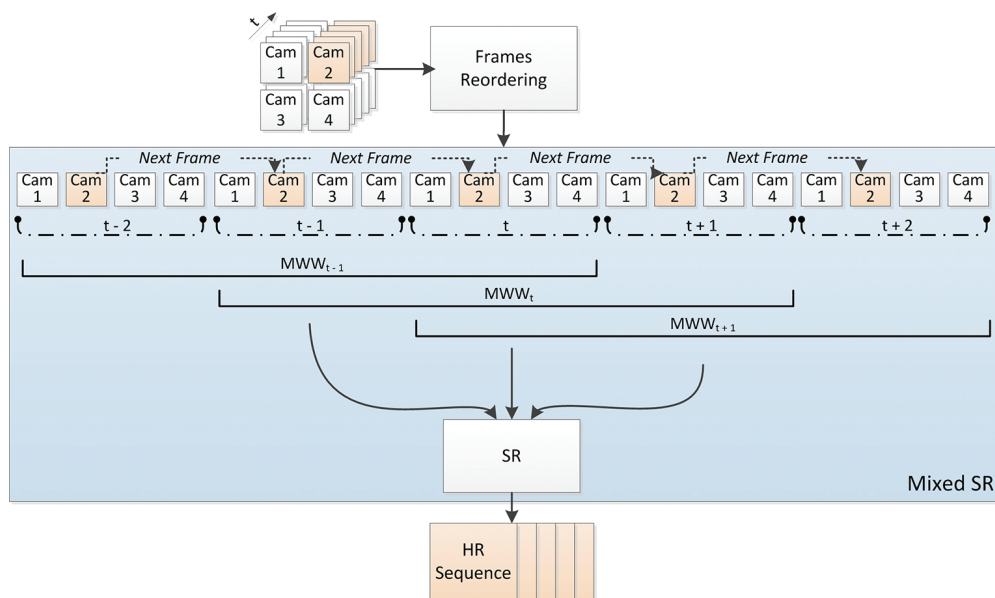 t
Cam 1
Cam 2
Cam 3
Cam 4
Frames
Reordering
Next Frame Next Frame Next Frame Next Frame
Cam Cam Cam Cam Cam Cam Cam Cam Cam Cam Cam Cam Cam Cam Cam Cam Cam Cam Cam Cam
1 2 3 4 1 2 3 4 1 2 3 4 1 2 3 4 1 2 3 4
t - 2 t - 1 t t + 1 t + 2
MWW t - 1
MWW t
MWW t + 1
SR
Mixed SR
HR
Sequence